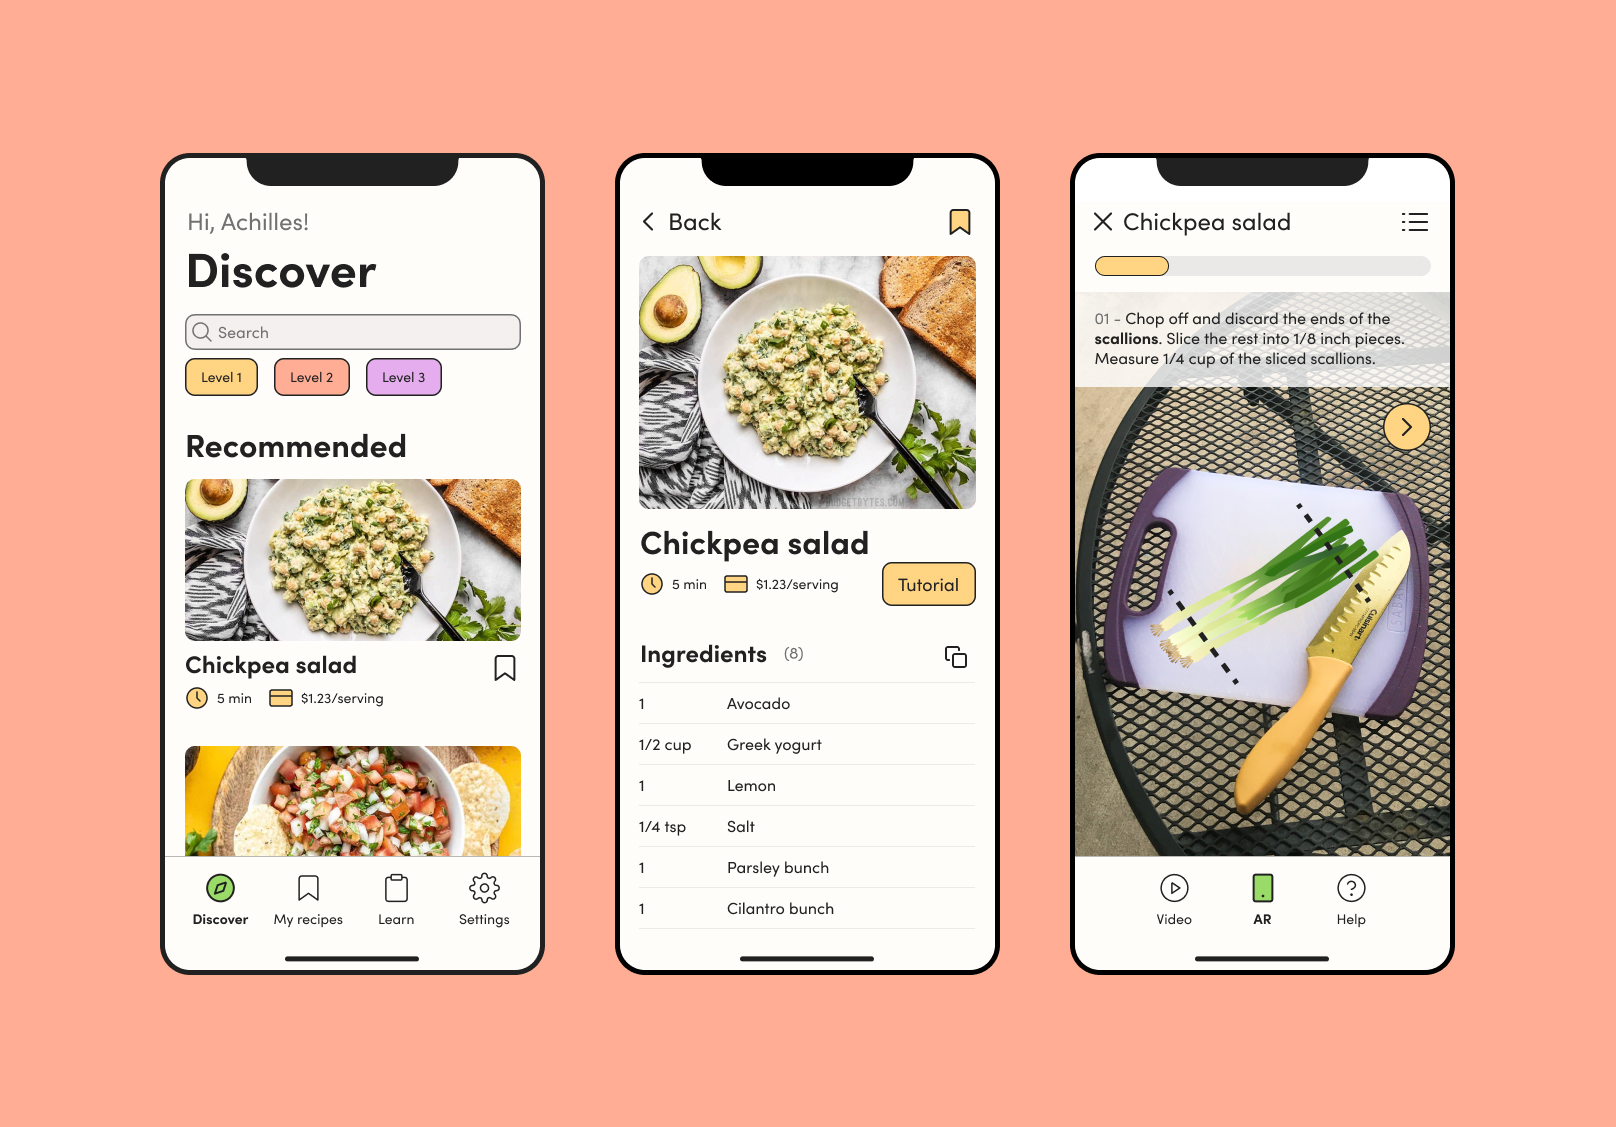 Hi, Achilles!
Discover
Search
Level 1
Level 2
Level 3
Recommended
Chickpea salad
5 min
$1.23/serving
Discover
My recipes
Learn
Settings
Back
BUDGETBYTES.COM
Chickpea salad
5 min
$1.23/serving
Tutorial
Ingredients (8)
1 Avocado
1/2 cup Greek yogurt
1 Lemon
1/4 tsp Salt
1 Parsley bunch
1 Cilantro bunch
Chickpea salad
01 - Chop off and discard the ends of the
scallions. Slice the rest into 1/8 inch pieces.
Measure 1/4 cup of the sliced scallions.
Cuisinart
Video
AR
Help